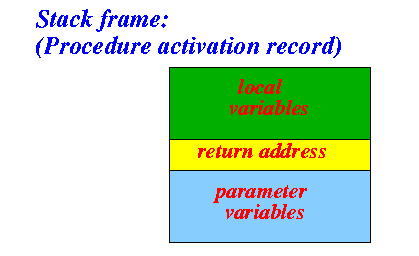 Stack frame:
(Procedure activation record)
local
variables
return address
parameter
variables